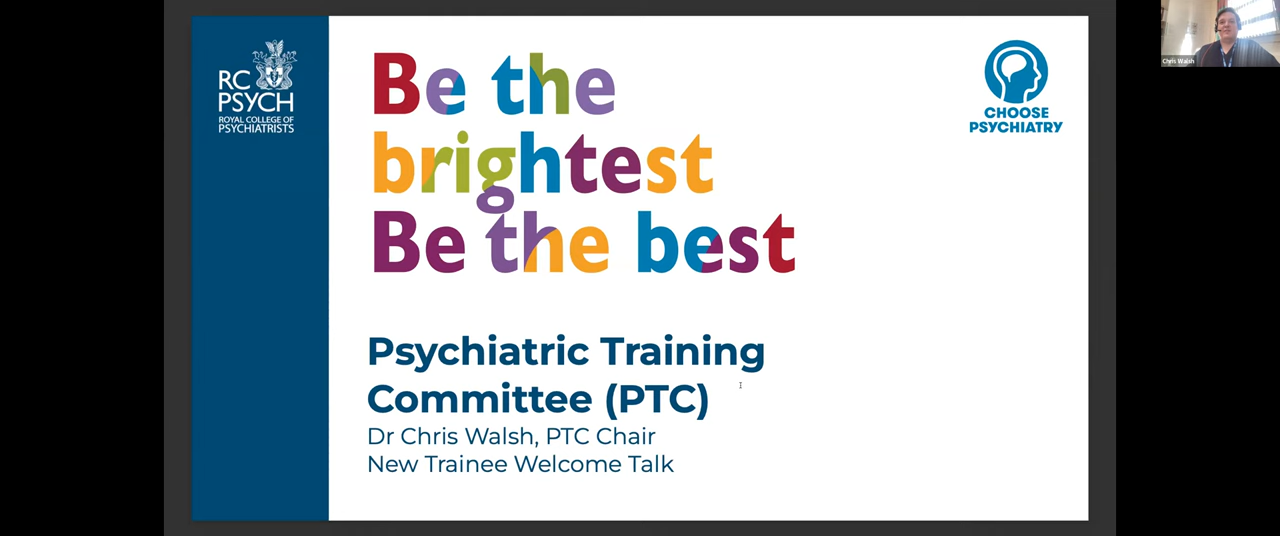 RC
PSYCH
ROYAL COLLEGE OF
PSYCHIATRISTS
Be the
brightest
Be the best
CHOOSE
PSYCHIATRY
Psychiatric Training
Committee (PTC)
Dr Chris Walsh, PTC Chair
New Trainee Welcome Talk
Chris Walsh